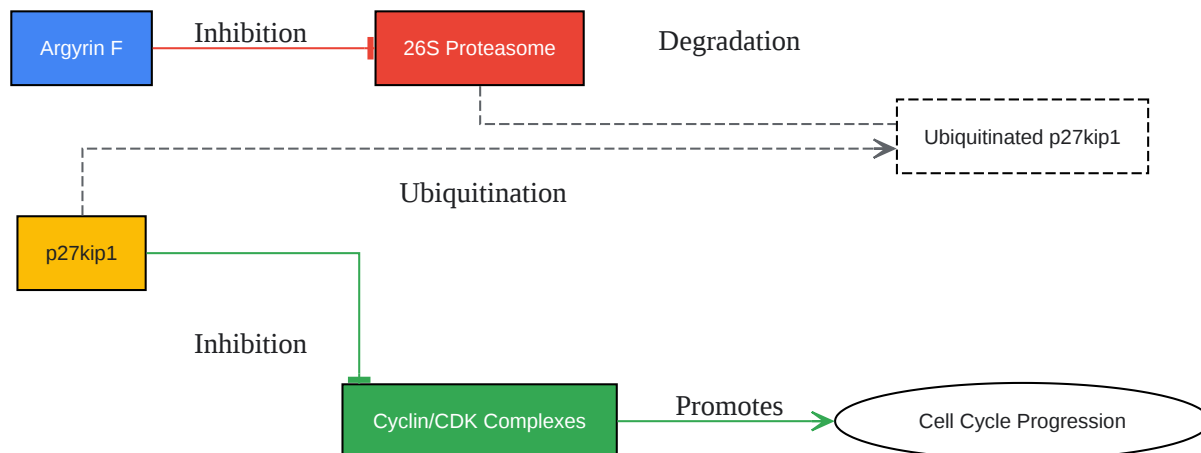 Argyrin F
Inhibition
26S Proteasome
Degradation
Ubiquitinated p27kip1
Ubiquitination
p27kip1
Inhibition
Cyclin/CDK Complexes
Promotes
Cell Cycle Progression